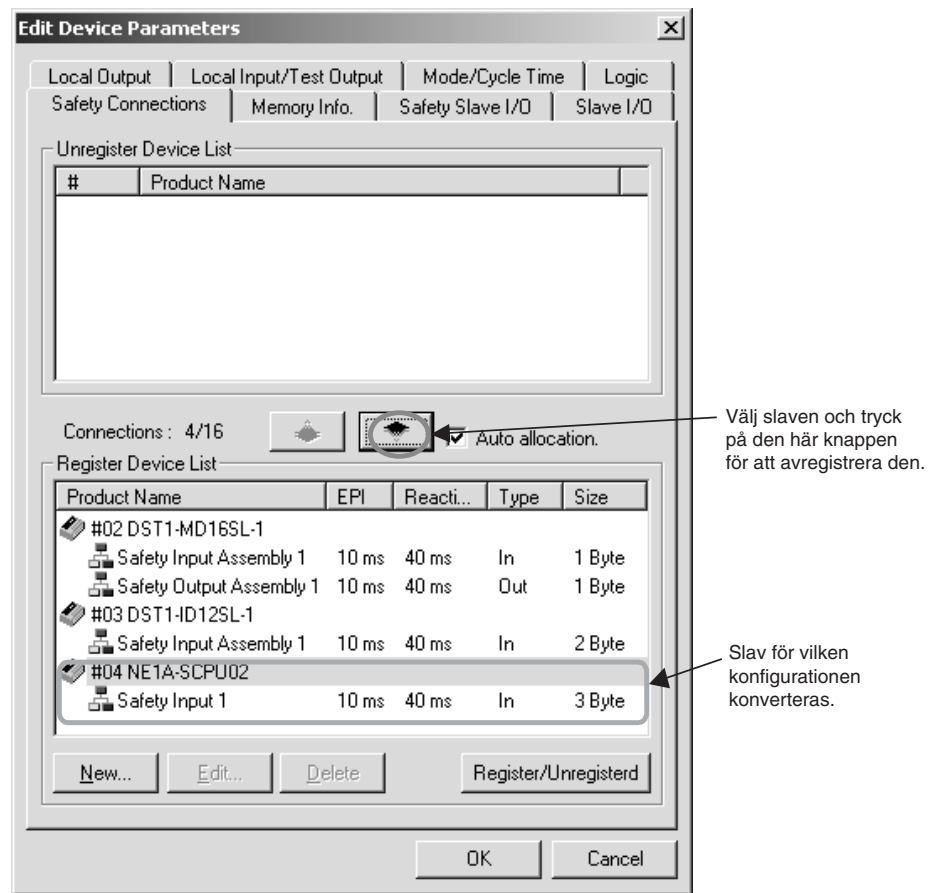 Edit Device Parameters
Local Output
Local Input/Test Output
Mode/Cycle Time
Logic
Safety Connections
Memory Info.
Safety Slave I/O
Slave I/O
Unregister Device List
# Product Name
Connections : 4/16
Auto allocation.
Välj slaven och tryck
på den här knappen
för att avregistrera den.
Register Device List
Product Name EPI Reacti... Type Size
#02 DST1-MD16SL-1
Safety Input Assembly 1 10 ms 40 ms In 1 Byte
Safety Output Assembly 1 10 ms 40 ms Out 1 Byte
#03 DST1-ID12SL-1
Safety Input Assembly 1 10 ms 40 ms In 2 Byte
#04 NE1A-SCPU02
Safety Input 1 10 ms 40 ms In 3 Byte
Slav för vilken
konfigurationen
konverteras.
New... Edit... Delete Register/Unregisterd
OK Cancel